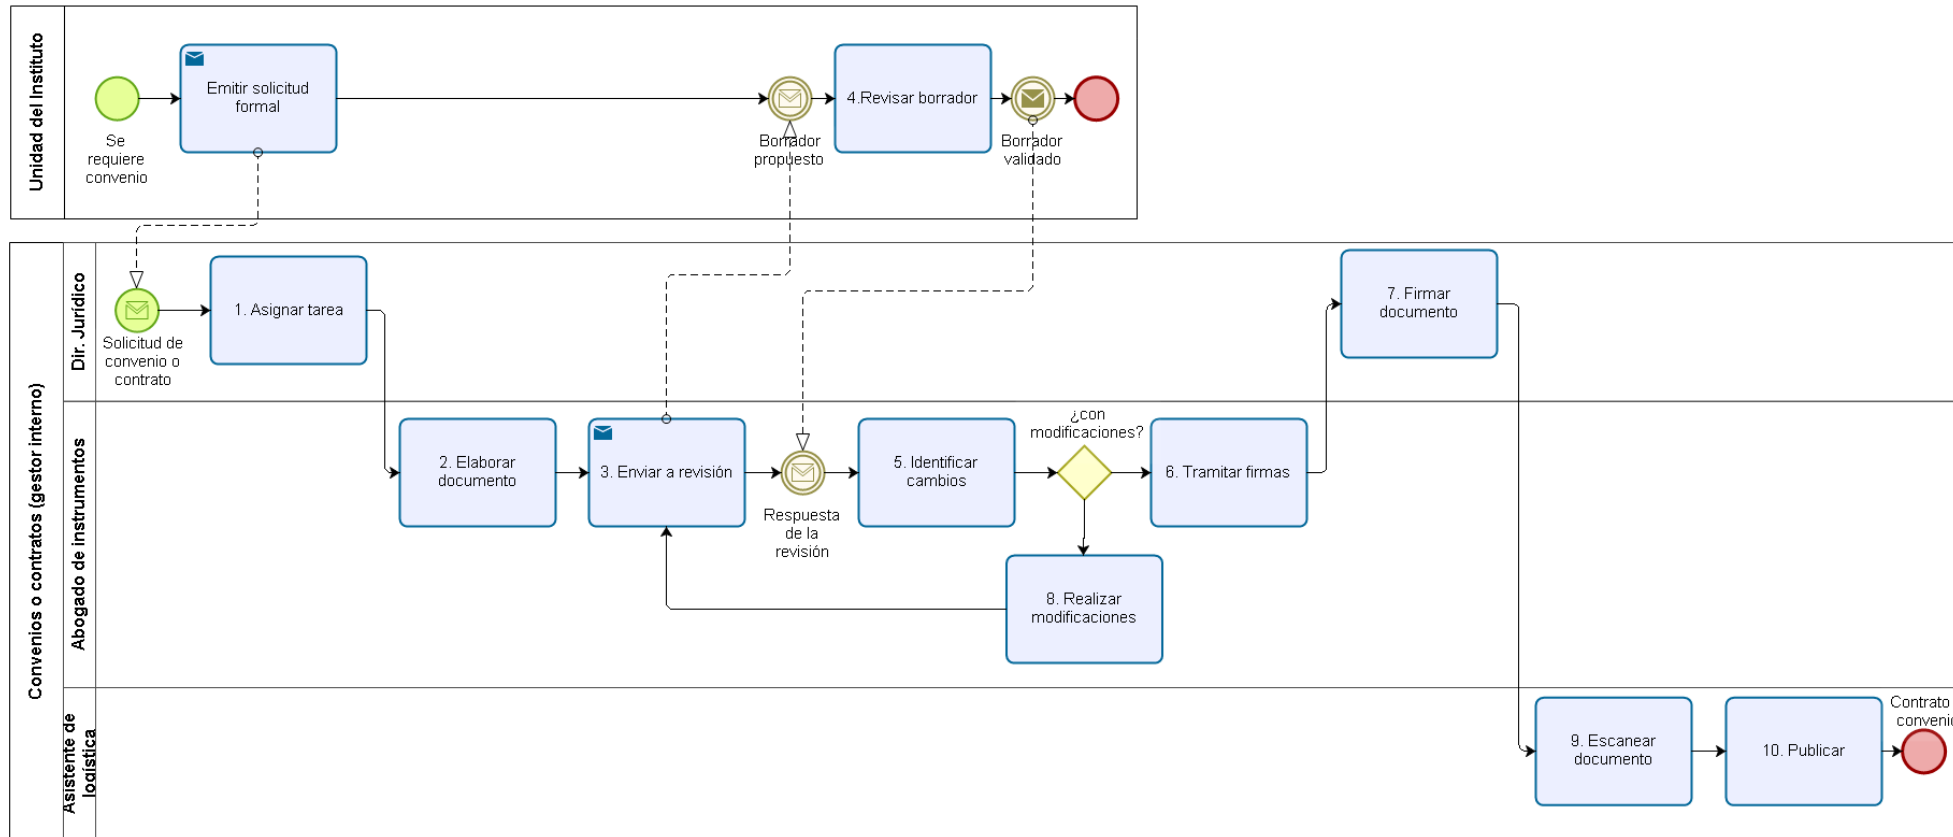 Unidad del Instituto
Se
requiere
convenio
Emitir solicitud
formal
Borrador
propuesto
4.Revisar borrador
Borrador
validado
Convenios o contratos (gestor interno)
Dir. Jurídico
Solicitud de
convenio o
contrato
1. Asignar tarea
7. Firmar
documento
Abogado de instrumentos
2. Elaborar
documento
3. Enviar a revisión
Respuesta
de la
revisión
5. Identificar
cambios
¿con
modificaciones?
6. Tramitar firmas
8. Realizar
modificaciones
Asistente de
logística
9. Escanear
documento
10. Publicar
Contrato
convenio